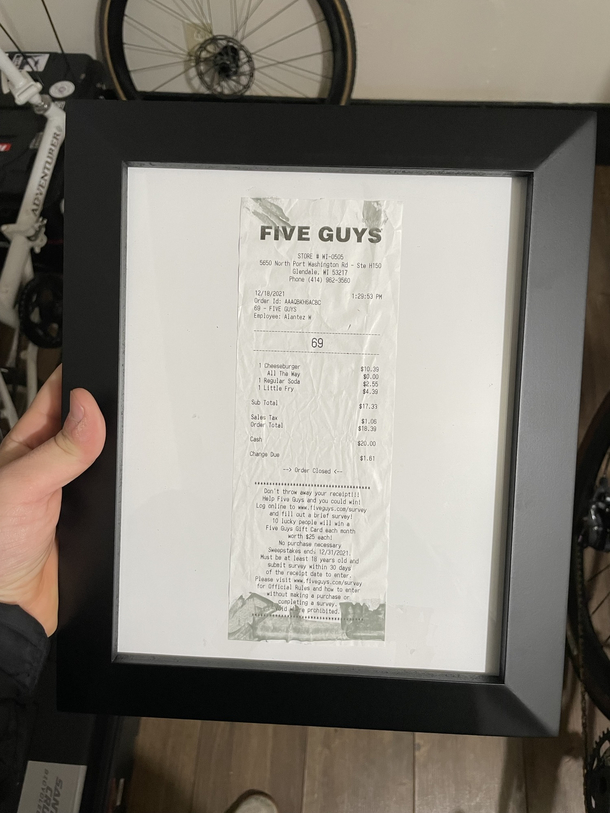 ADVENTURER
FIVE GUYS
STORE # WI-0505
5650 North Port Washington Rd - Ste H150
Glendale, WI 53217
Phone (414) 962-3560
12/18/2021 1:29:53 PM
69 - FIVE GUYS
Employee: Alantez W
69
1 Cheeseburger $10.39
All The Way $0.00
1 Regular Soda $2.55
1 Little Fry $4.39
Sub Total $17.33
Sales Tax $1.06
Order Total $18.39
Cash $20.00
Change Due $1.61
--> Order Closed <--
Don't throw away your receipt!!!
Help Five Guys and you could win!
Log online to www.fiveguys.com/survey
and fill out a brief survey!
10 lucky people will win a
Five Guys Gift Card each month
worth $25 each!
No purchase necessary
Sweepstakes ends 12/31/2021.
Must be at least 18 years old and
submit survey within 30 days
of the receipt date to enter.
Please visit www.fiveguys.com/survey
for Official Rules and how to enter
without making a purchase or
completing a survey.
Void where prohibited.
SAN
CRU